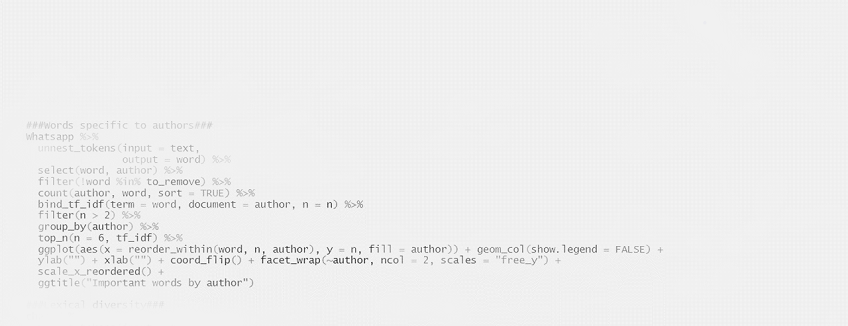 ###Words specific to authors###
Whatsapp %>%
unnest_tokens(input = text,
output = word) %>%
select(word, author) %>%
filter(!word %in% to_remove) %>%
count(author, word, sort = TRUE) %>%
bind_tf_idf(term = word, document = author, n = n) %>%
filter(n > 2) %>%
group_by(author) %>%
top_n(n = 6, tf_idf) %>%
ggplot(aes(x = reorder_within(word, n, author), y = n, fill = author)) + geom_col(show.legend = FALSE) +
ylab("") + xlab("") + coord_flip() + facet_wrap(~author, ncol = 2, scales = "free_y") +
scale_x_reordered() +
ggtitle("Important words by author")
diversity###